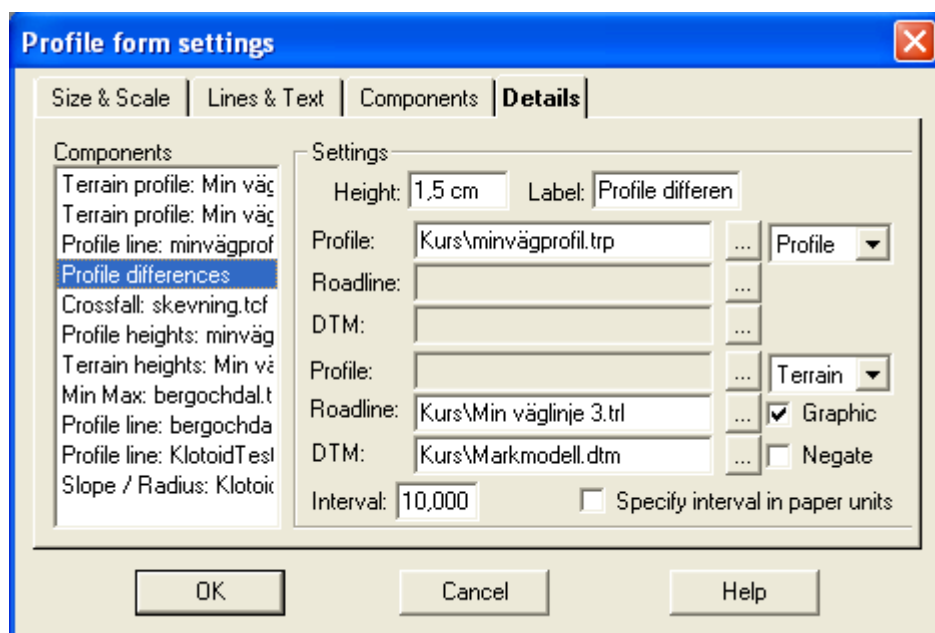 Profile form settings
Size & Scale Lines & Text Components Details
Components
Terrain profile: Min väg
Terrain profile: Min väg
Profile line: minvägprof
Profile differences
Crossfall: skevning.tcf
Profile heights: minväg
Terrain heights: Min vä
Min Max: bergochdal.t
Profile line: bergochda
Profile line: KlotoidTest
Slope / Radius: Klotoid
Settings
Height: 1,5 cm Label: Profile differen
Profile: Kurs\minvägprofil.trp ... Profile
Roadline: ...
DTM: ...
Profile: ... Terrain
Roadline: Kurs\Min väglinje 3.trl ... Graphic
DTM: Kurs\Markmodell.dtm ... Negate
Interval: 10,000 Specify interval in paper units
OK Cancel Help